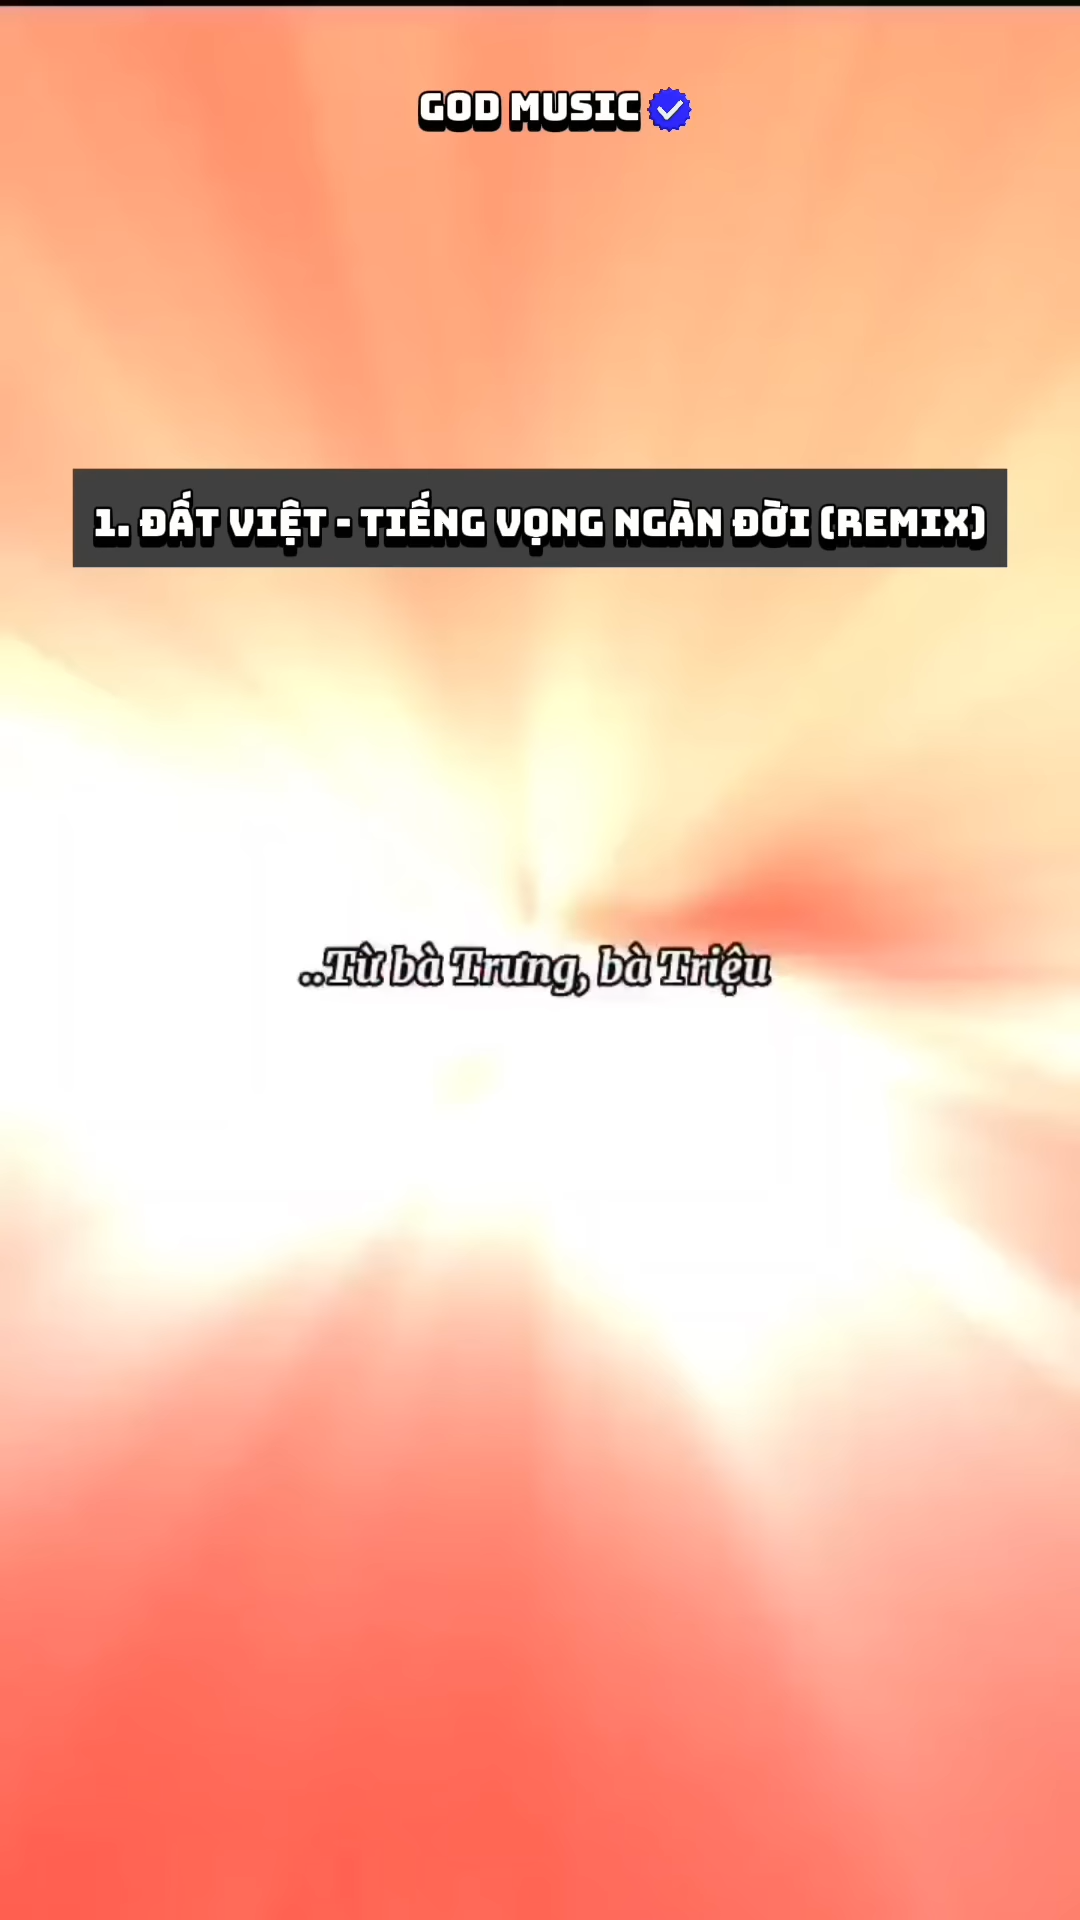 GOD MUSIC
1. ĐẤT VIỆT - TIẾNG VỌNG NGÀN ĐỜI (REMIX)
..Từ bà Trưng, bà Triệu